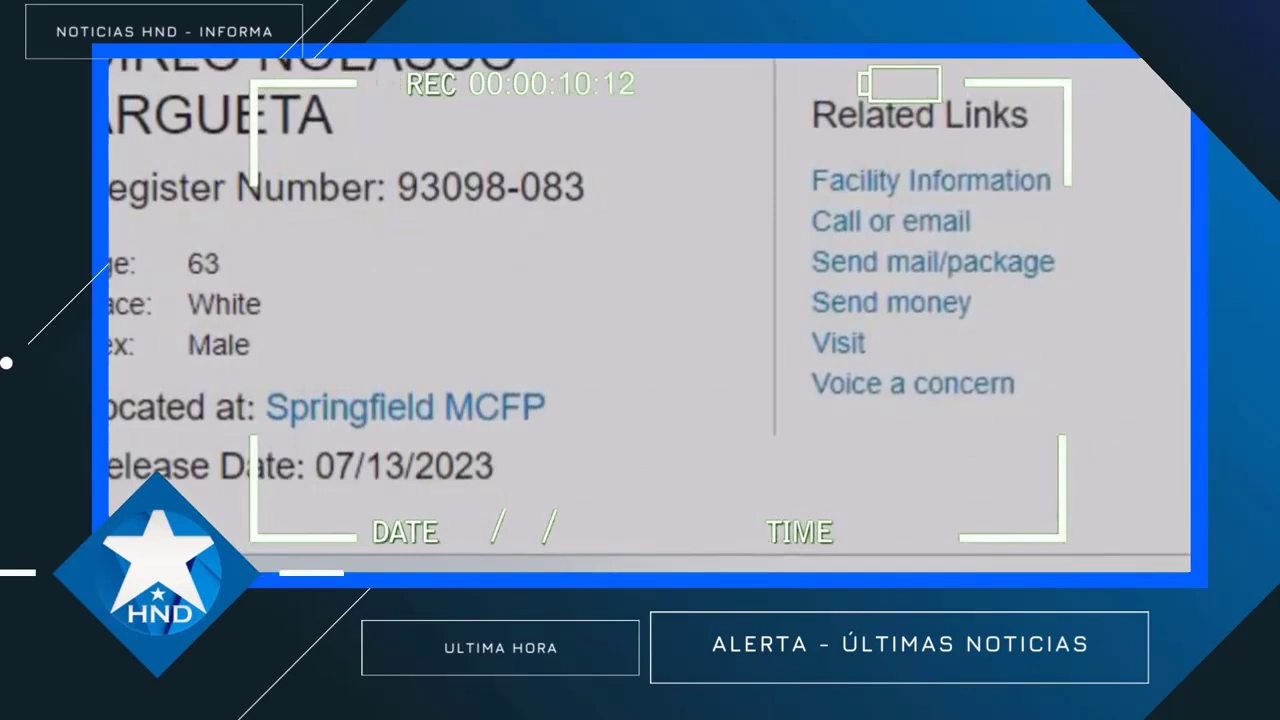 NOTICIAS HND - INFORMA
REC 00:00:10:12
ARGUETA
egister Number: 93098-083
ge: 63
ace: White
ex: Male
ocated at: Springfield MCFP
elease Date: 07/13/2023
Related Links
Facility Information
Call or email
Send mail/package
Send money
Visit
Voice a concern
DATE / /
TIME
HND
ULTIMA HORA
ALERTA - ÚLTIMAS NOTICIAS